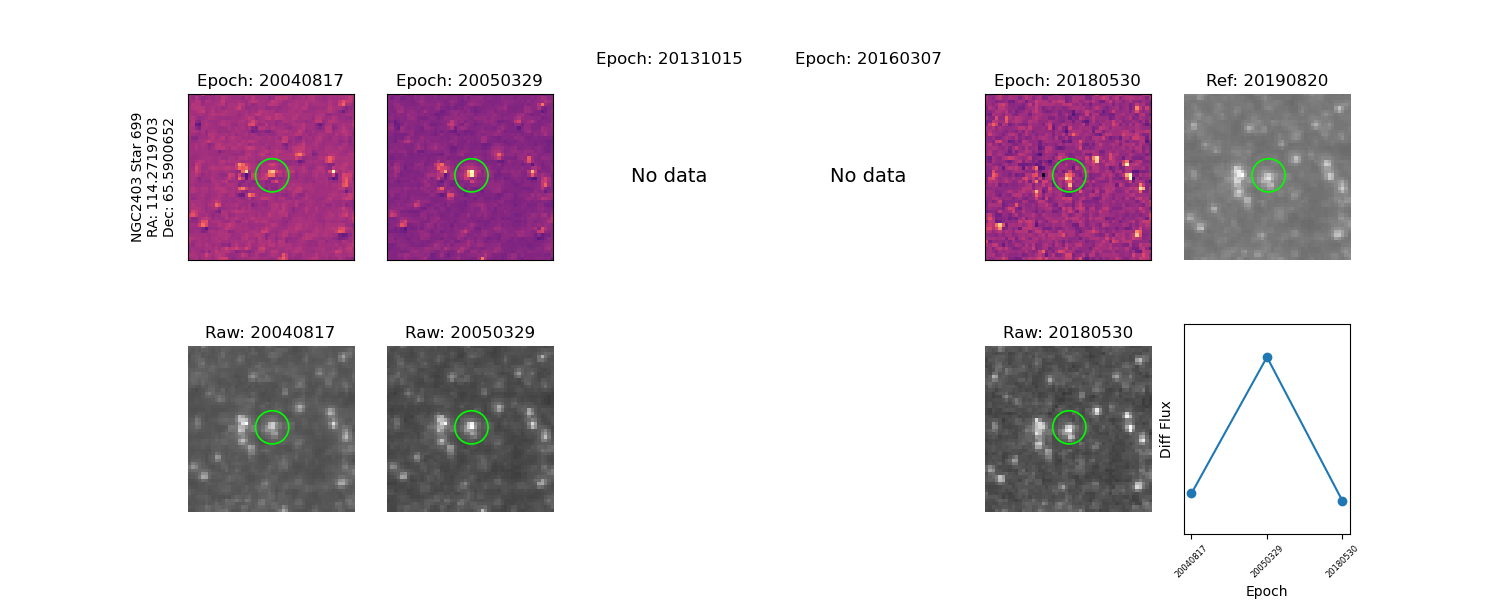 Epoch: 20131015
Epoch: 20160307
Epoch: 20040817
Epoch: 20050329
Epoch: 20180530
Ref: 20190820
NGC2403 Star 699
RA: 114.2719703
Dec: 65.5900652
No data
No data
Raw: 20040817
Raw: 20050329
Raw: 20180530
Diff Flux
20040817
20050329
20180530
Epoch